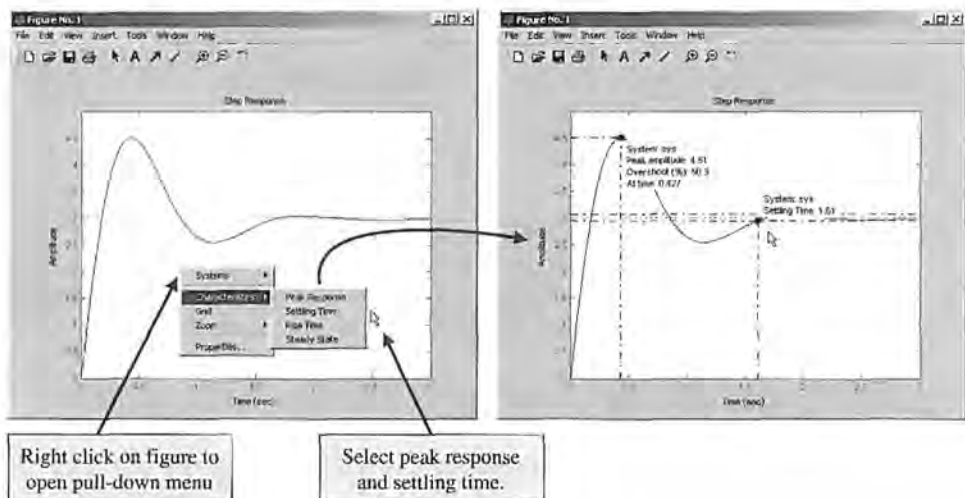 Figure No. 1
File Edit View Insert Tools Window Help
Step Response
Amplitude
Systems
Characteristics
Peak Response
Settling Time
Grid
Rise Time
Zoom
Steady State
Properties...
Time (sec)
Right click on figure to
open pull-down menu
Select peak response
and settling time.
Figure No. 1
File Edit View Insert Tools Window Help
Step Response
4.5
System: sys
Peak amplitude: 4.51
Overshoot (%): 50.3
At time: 0.427
System: sys
Settling Time: 1.61
Amplitude
Time (sec)